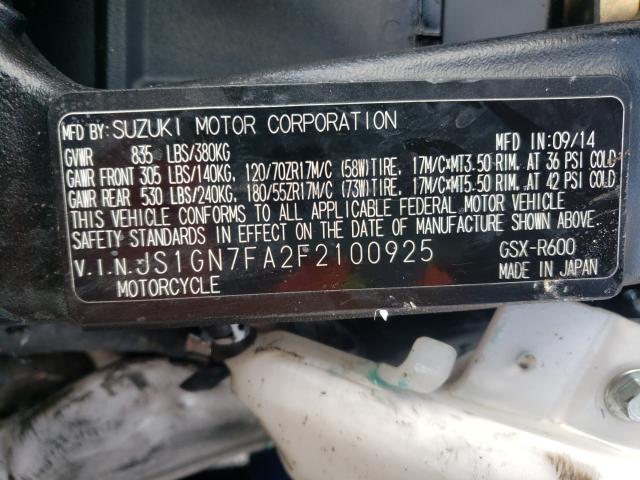 MFD BY: SUZUKI MOTOR CORPORATION
GVWR 835 LBS/380KG MFD IN: 09/14
GAWR FRONT 305 LBS/140KG, 120/70ZR17M/C (58W)TIRE, 17M/C×MT3.50 RIM, AT 36 PSI COLD
GAWR REAR 530 LBS/240KG, 180/55ZR17M/C (73W)TIRE, 17M/C×MT5.50 RIM, AT 42 PSI COLD
THIS VEHICLE CONFORMS TO ALL APPLICABLE FEDERAL MOTOR VEHICLE
SAFETY STANDARDS IN EFFECT ON THE DATE OF MANUFACTURE SHOWN ABOVE.
V.I.N.:JS1GN7FA2F2100925 GSX-R600
MOTORCYCLE MADE IN JAPAN